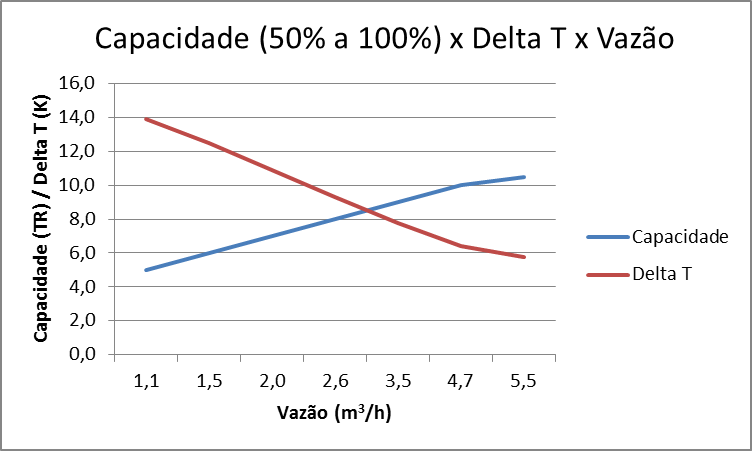 Capacidade (50% a 100%) x Delta T x Vazão
Capacidade (TR) / Delta T (K)
16,0
14,0
12,0
10,0
8,0
6,0
4,0
2,0
0,0
1,1 1,5 2,0 2,6 3,5 4,7 5,5
Vazão (m³/h)
Capacidade
Delta T